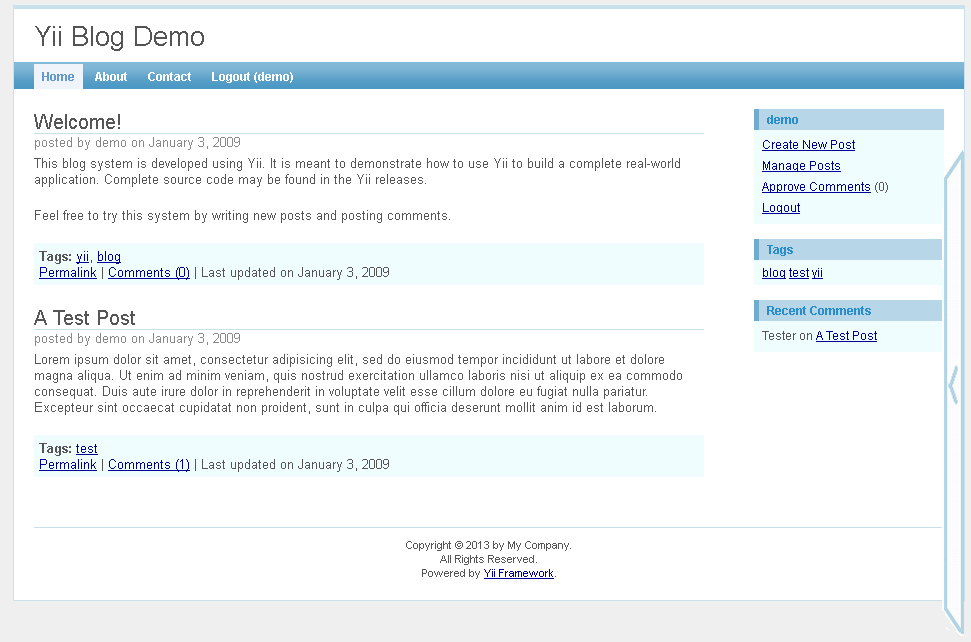 Yii Blog Demo
Home About Contact Logout (demo)
Welcome!
posted by demo on January 3, 2009
This blog system is developed using Yii. It is meant to demonstrate how to use Yii to build a complete real-world
application. Complete source code may be found in the Yii releases.
Feel free to try this system by writing new posts and posting comments.
Tags: yii, blog
Permalink | Comments (0) | Last updated on January 3, 2009
A Test Post
posted by demo on January 3, 2009
Lorem ipsum dolor sit amet, consectetur adipisicing elit, sed do eiusmod tempor incididunt ut labore et dolore
magna aliqua. Ut enim ad minim veniam, quis nostrud exercitation ullamco laboris nisi ut aliquip ex ea commodo
consequat. Duis aute irure dolor in reprehenderit in voluptate velit esse cillum dolore eu fugiat nulla pariatur.
Excepteur sint occaecat cupidatat non proident, sunt in culpa qui officia deserunt mollit anim id est laborum.
Tags: test
Permalink | Comments (1) | Last updated on January 3, 2009
demo
Create New Post
Manage Posts
Approve Comments (0)
Logout
Tags
blog test yii
Recent Comments
Tester on A Test Post
Copyright © 2013 by My Company.
All Rights Reserved.
Powered by Yii Framework.